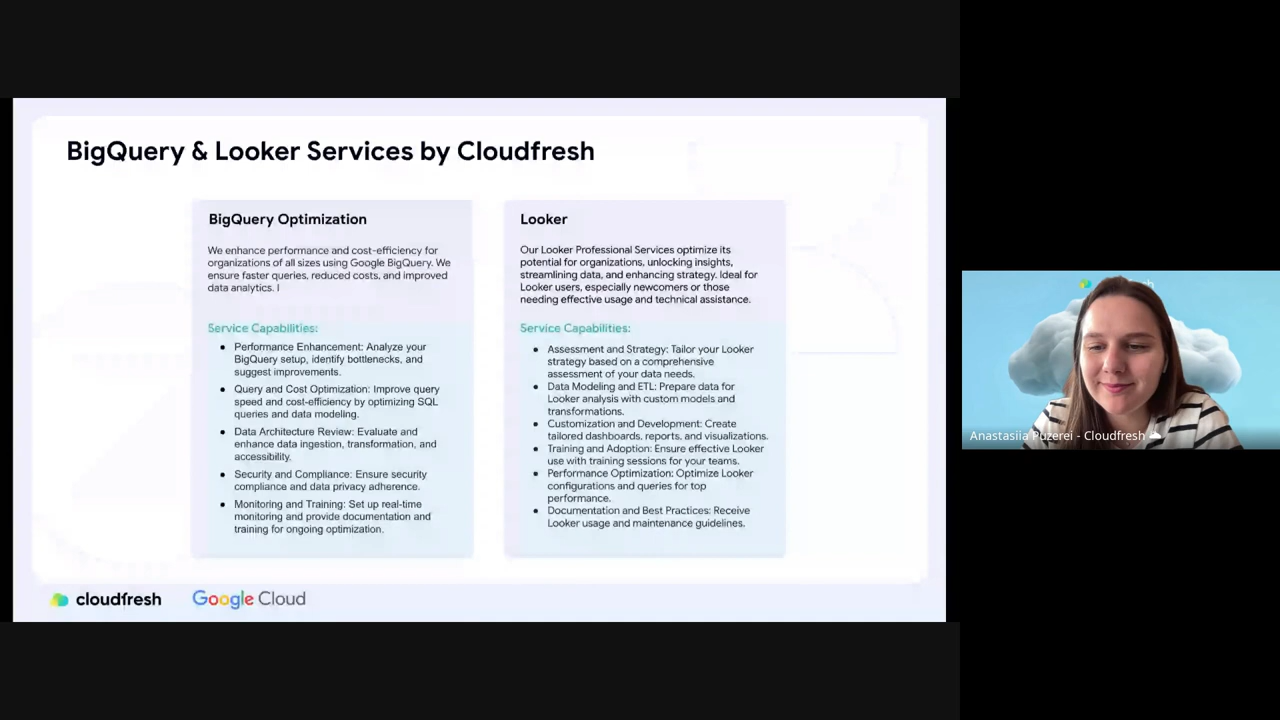 BigQuery & Looker Services by Cloudfresh
BigQuery Optimization
We enhance performance and cost-efficiency for
organizations of all sizes using Google BigQuery. We
ensure faster queries, reduced costs, and improved
data analytics. I
Service Capabilities:
● Performance Enhancement: Analyze your
BigQuery setup, identify bottlenecks, and
suggest improvements.
● Query and Cost Optimization: Improve query
speed and cost-efficiency by optimizing SQL
queries and data modeling.
● Data Architecture Review: Evaluate and
enhance data ingestion, transformation, and
accessibility.
● Security and Compliance: Ensure security
compliance and data privacy adherence.
● Monitoring and Training: Set up real-time
monitoring and provide documentation and
training for ongoing optimization.
Looker
Our Looker Professional Services optimize its
potential for organizations, unlocking insights,
streamlining data, and enhancing strategy. Ideal for
Looker users, especially newcomers or those
needing effective usage and technical assistance.
Service Capabilities:
● Assessment and Strategy: Tailor your Looker
strategy based on a comprehensive
assessment of your data needs.
● Data Modeling and ETL: Prepare data for
Looker analysis with custom models and
transformations.
● Customization and Development: Create
tailored dashboards, reports, and visualizations.
● Training and Adoption: Ensure effective Looker
use with training sessions for your teams.
● Performance Optimization: Optimize Looker
configurations and queries for top
performance.
● Documentation and Best Practices: Receive
Looker usage and maintenance guidelines.
cloudfresh
Google Cloud
Anastasiia Puzerei - Cloudfresh